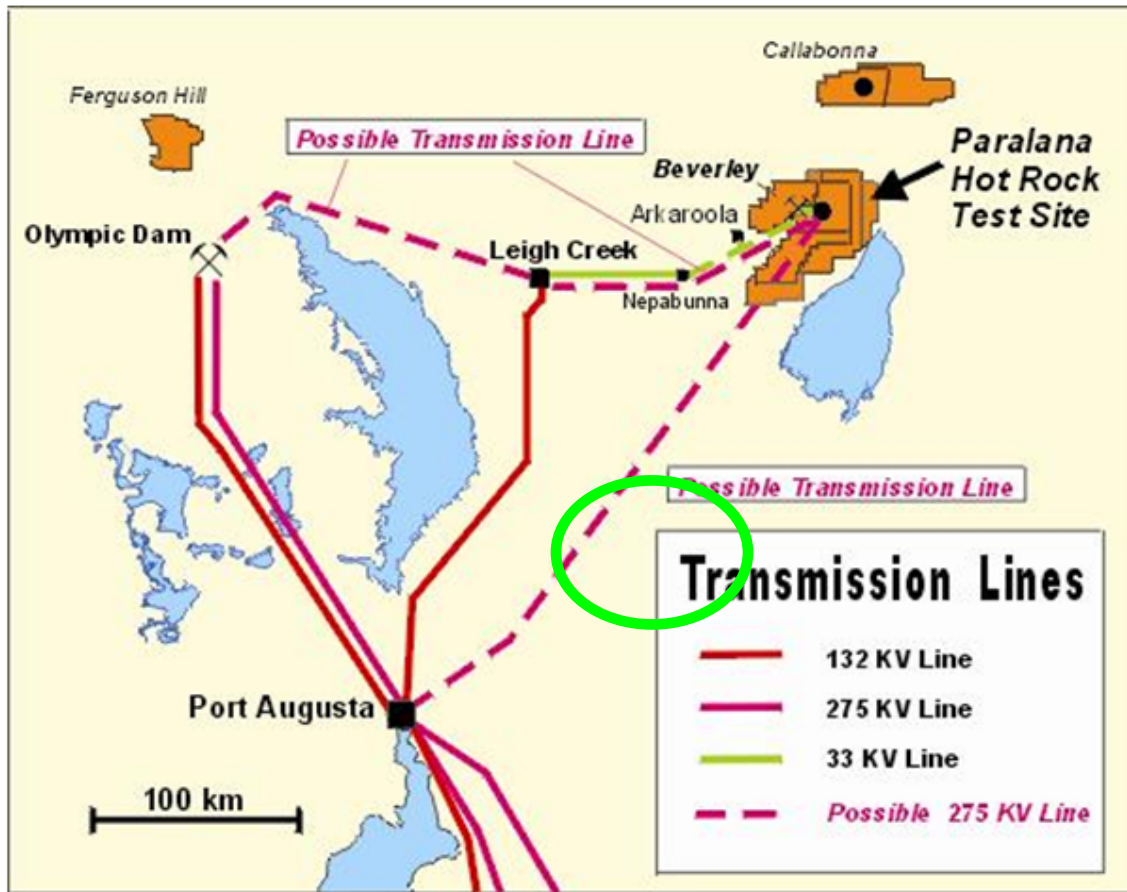 Callabonna
Ferguson Hill
Possible Transmission Line
Paralana
Hot Rock
Test Site
Beverley
Arkaroola
Olympic Dam
Leigh Creek
Nepabunna
Possible Transmission Line
Transmission Lines
132 KV Line
275 KV Line
33 KV Line
Possible 275 KV Line
Port Augusta
100 km